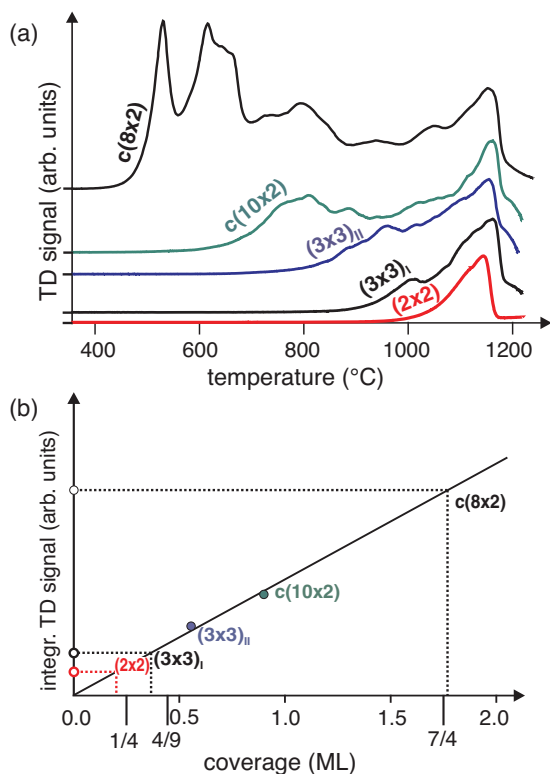 (a)
TD signal (arb. units)
c(8x2)
c(10x2)
(3x3)II
(3x3)I
(2x2)
400 600 800 1000 1200
temperature (°C)
(b)
integr. TD signal (arb. units)
c(8x2)
c(10x2)
(3x3)II
(2x2) (3x3)I
0.0 0.5 1.0 1.5 2.0
1/4 4/9 7/4
coverage (ML)